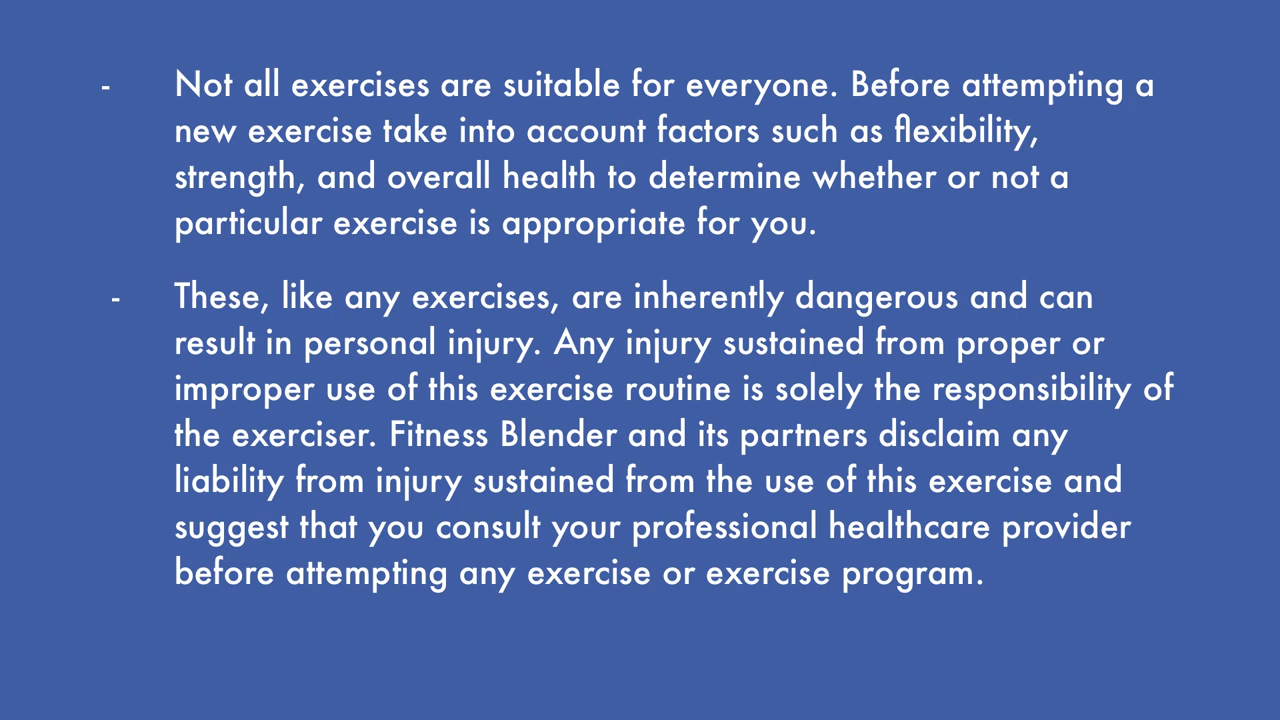 - Not all exercises are suitable for everyone. Before attempting a
new exercise take into account factors such as flexibility,
strength, and overall health to determine whether or not a
particular exercise is appropriate for you.
- These, like any exercises, are inherently dangerous and can
result in personal injury. Any injury sustained from proper or
improper use of this exercise routine is solely the responsibility of
the exerciser. Fitness Blender and its partners disclaim any
liability from injury sustained from the use of this exercise and
suggest that you consult your professional healthcare provider
before attempting any exercise or exercise program.